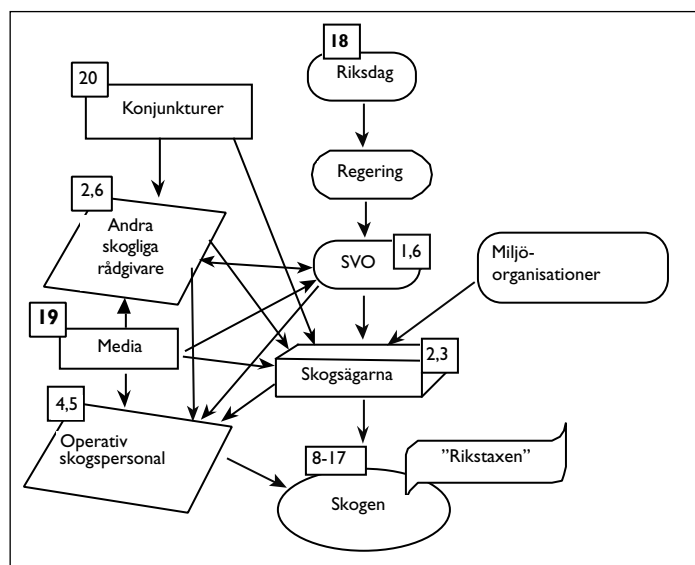 18
Riksdag
20
Konjunkturer
Regering
2,6
Andra
skogliga
rådgivare
SVO
1,6
Miljö-
organisationer
19
Media
2,3
Skogsägarna
4,5
Operativ
skogspersonal
8-17
Skogen
”Rikstaxen”